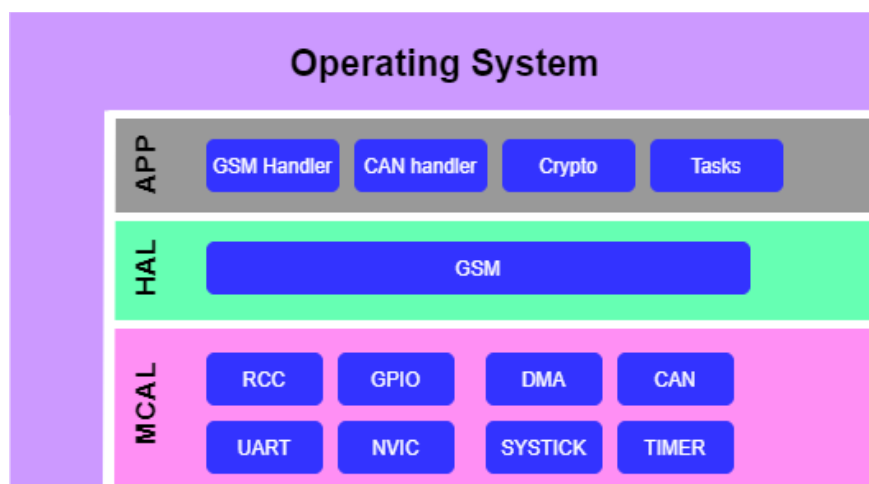 Operating System
APP
GSM Handler CAN handler Crypto Tasks
HAL
GSM
MCAL
RCC GPIO DMA CAN
UART NVIC SYSTICK TIMER